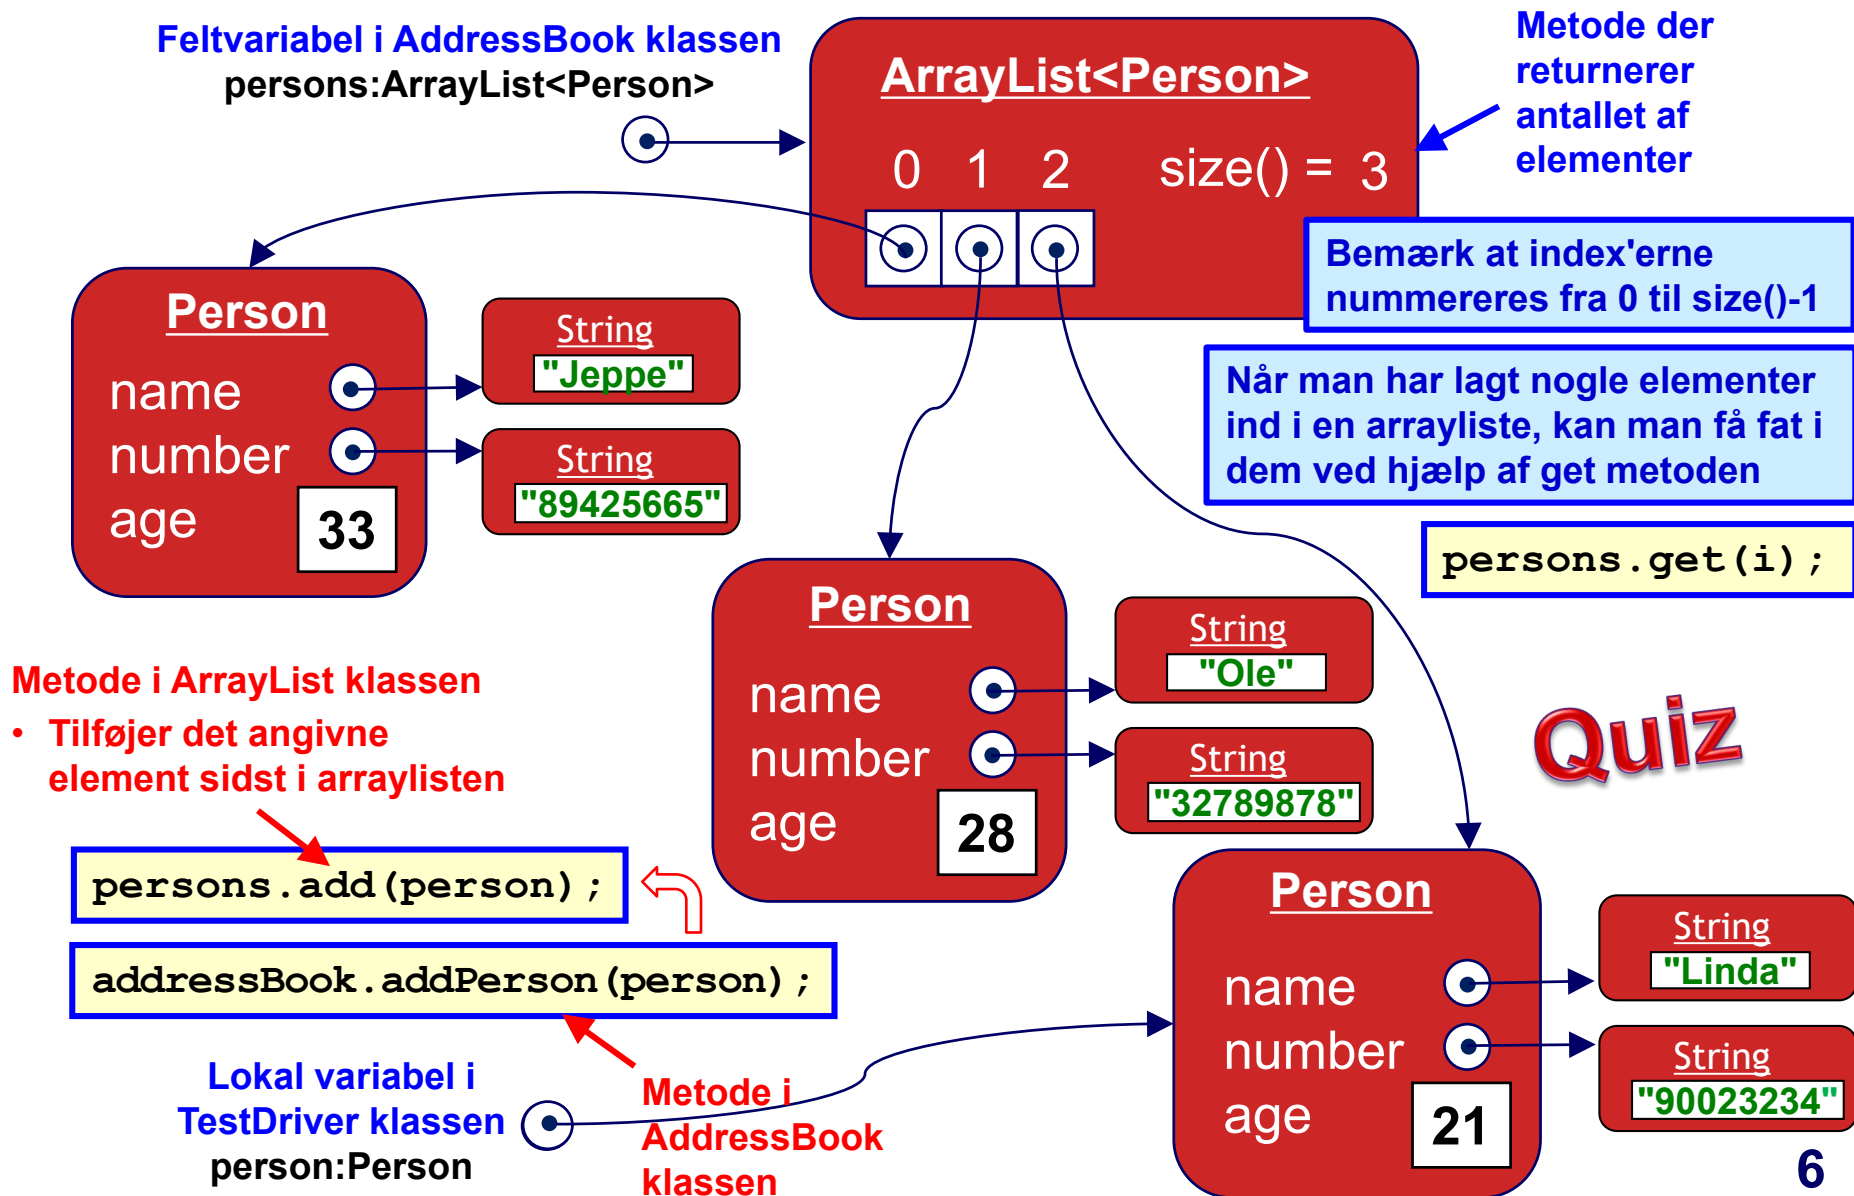 Feltvariabel i AddressBook klassen
persons:ArrayList<Person>
ArrayList<Person>
0 1 2 size() = 3
Metode der
returnerer
antallet af
elementer
Bemærk at index'erne
nummereres fra 0 til size()-1
Når man har lagt nogle elementer
ind i en arrayliste, kan man få fat i
dem ved hjælp af get metoden
persons.get(i);
Person
name
number
age
33
String
"Jeppe"
String
"89425665"
Person
name
number
age
28
String
"Ole"
String
"32789878"
Quiz
Metode i ArrayList klassen
• Tilføjer det angivne
element sidst i arraylisten
persons.add(person);
addressBook.addPerson(person);
Lokal variabel i
TestDriver klassen
person:Person
Metode i
AddressBook
klassen
Person
name
number
age
21
String
"Linda"
String
"90023234"
6